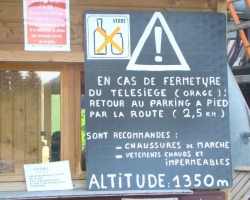 VERRE
EN CAS DE FERMETURE
DU TELESIEGE (ORAGE):
RETOUR AU PARKING A PIED
PAR LA ROUTE (2,5 KM)
SONT RECOMMANDES:
- CHAUSSURES DE MARCHE
- VETEMENTS CHAUDS ET
IMPERMEABLES
ALTITUDE: 1350m